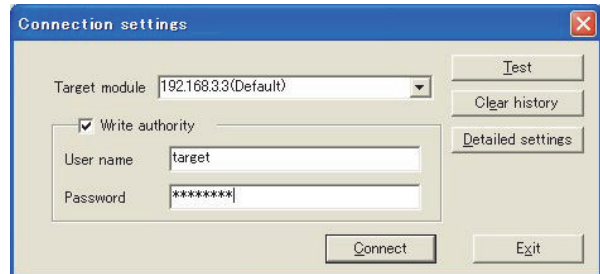 Connection settings
Test
Target module 192.168.3.3(Default)
Clear history
Write authority
Detailed settings
User name target
Password ********
Connect Exit